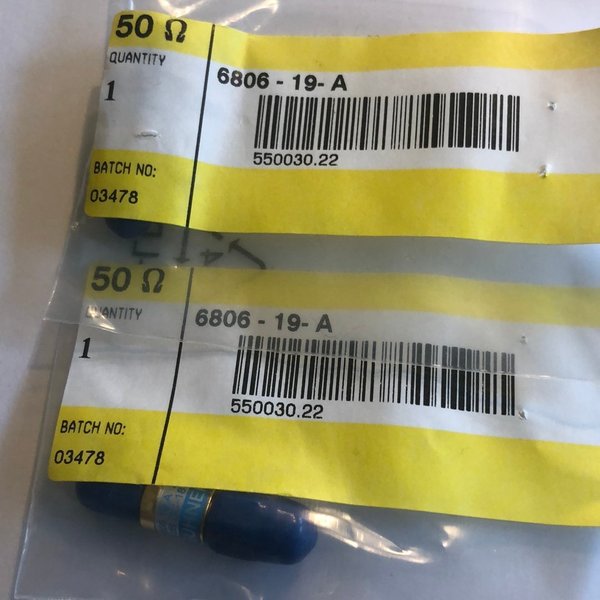 50 Ω
QUANTITY
1
6806 - 19- A
550030.22
BATCH NO:
03478
50 Ω
QUANTITY
1
6806 - 19- A
550030.22
BATCH NO:
03478